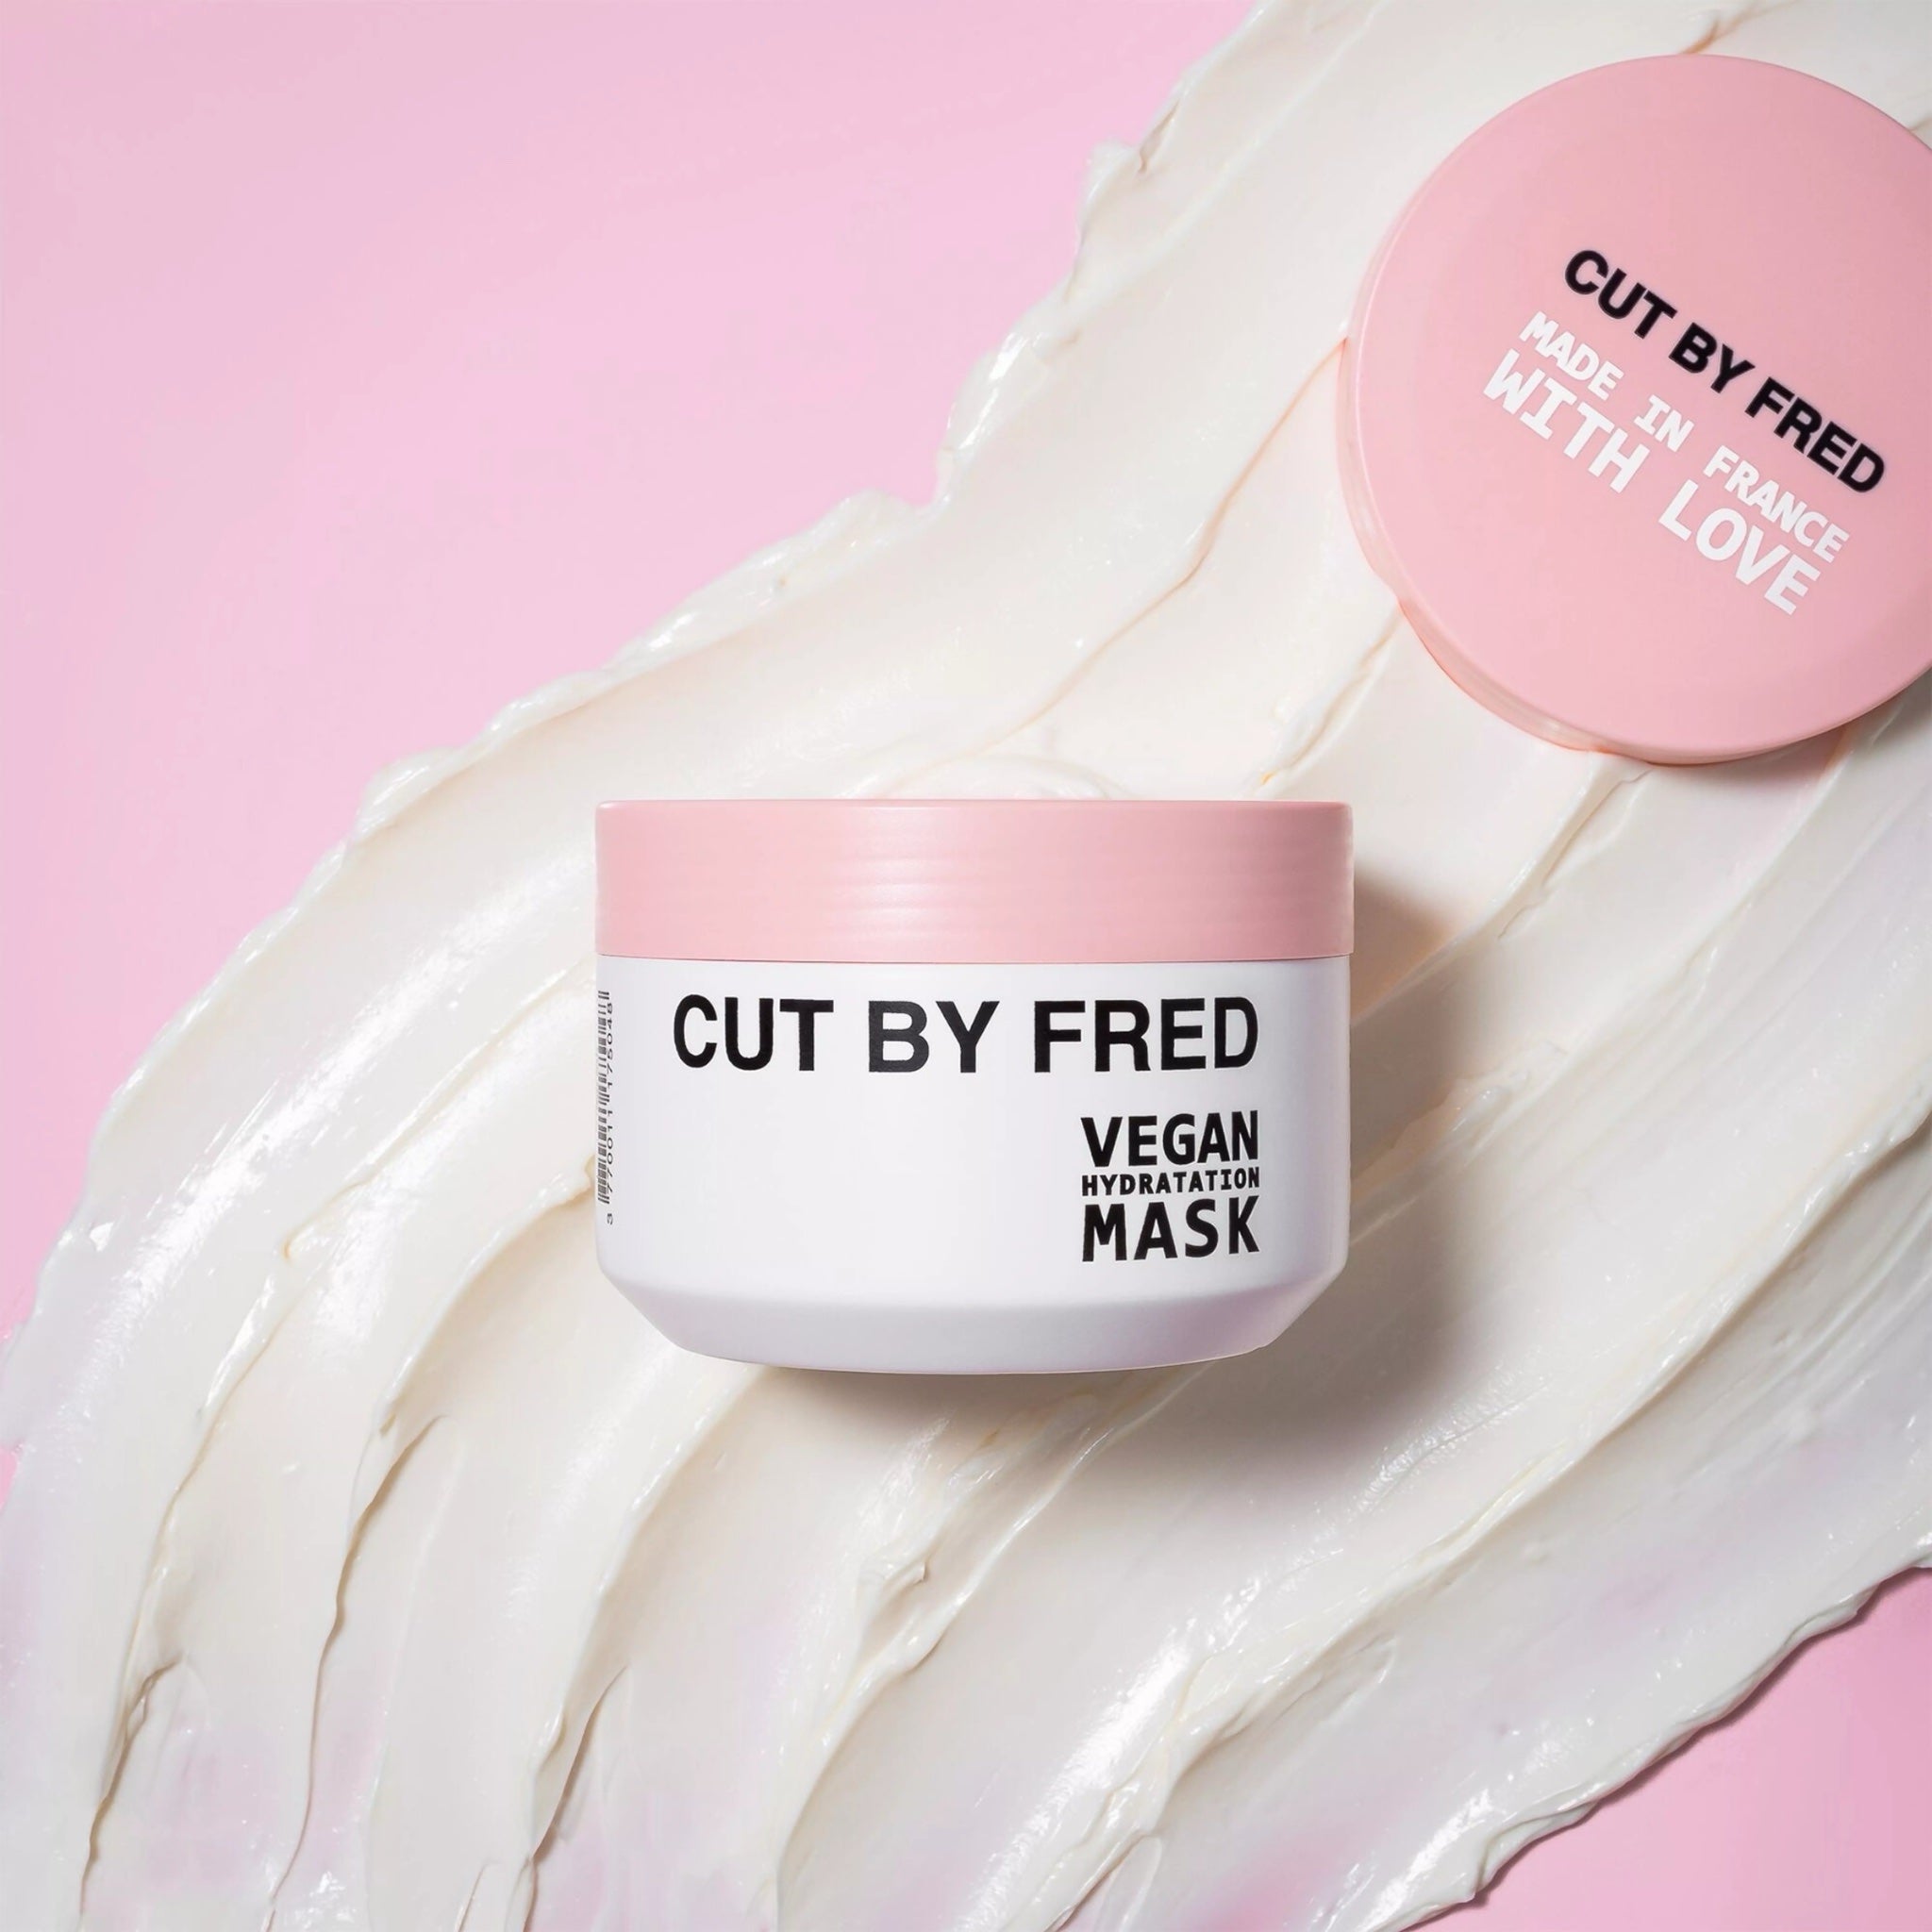 CUT BY FRED
MADE IN FRANCE
WITH LOVE
CUT BY FRED
VEGAN
HYDRATATION
MASK